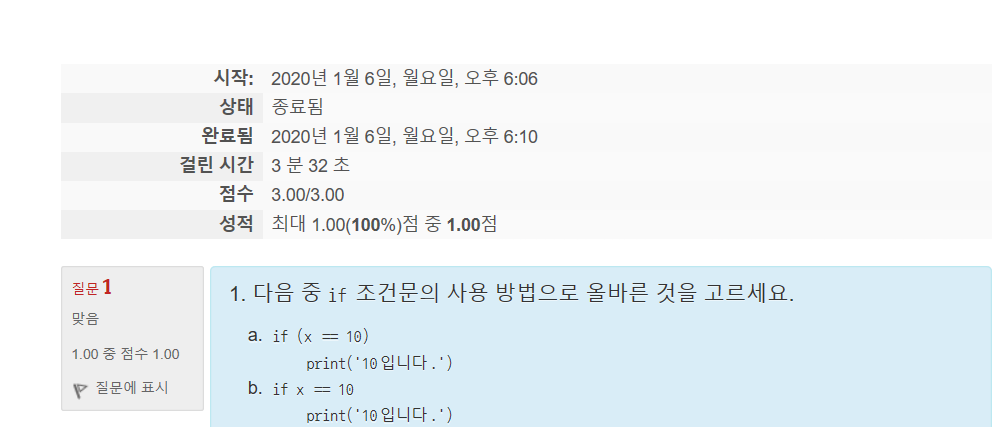 시작: 2020년 1월 6일, 월요일, 오후 6:06
상태 종료됨
완료됨 2020년 1월 6일, 월요일, 오후 6:10
걸린 시간 3 분 32 초
점수 3.00/3.00
성적 최대 1.00(100%)점 중 1.00점
질문 1
맞음
1.00 중 점수 1.00
질문에 표시
1. 다음 중 if 조건문의 사용 방법으로 올바른 것을 고르세요.
a. if (x == 10)
print('10입니다.')
b. if x == 10
print('10입니다.')